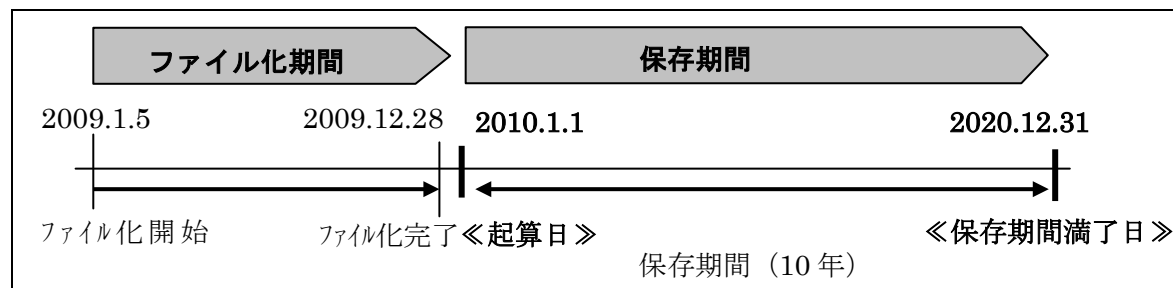 ファイル化期間
保存期間
2009.1.5
2009.12.28
2010.1.1
2020.12.31
ファイル化開始
ファイル化完了
≪起算日≫
≪保存期間満了日≫
保存期間（10年）